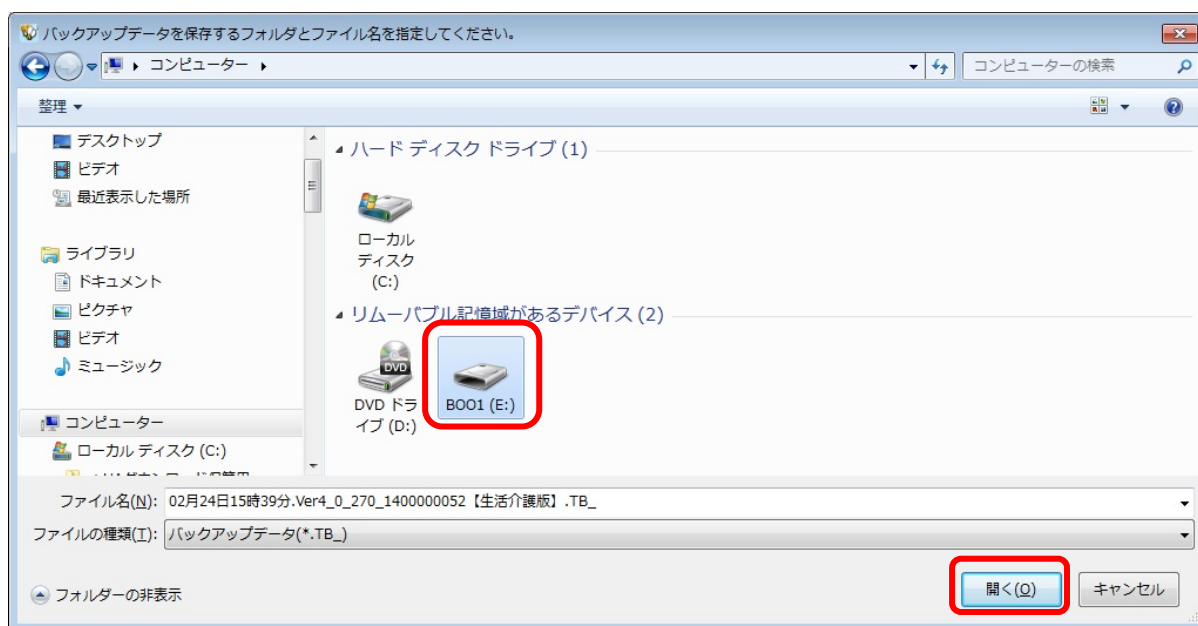 バックアップデータを保存するフォルダとファイル名を指定してください。
コンピューター
コンピューターの検索
整理
デスクトップ
ビデオ
最近表示した場所
ライブラリ
ドキュメント
ピクチャ
ビデオ
ミュージック
コンピューター
ローカル ディスク (C:)
ハード ディスク ドライブ (1)
ローカル
ディスク
(C:)
リムーバブル記憶域があるデバイス (2)
DVD
DVD ドラ
イブ (D:)
BOO1 (E:)
ファイル名(N): 02月24日15時39分.Ver4_0_270_1400000052【生活介護版】.TB_
ファイルの種類(T): バックアップデータ(*.TB_)
フォルダーの非表示
開く(O)
キャンセル